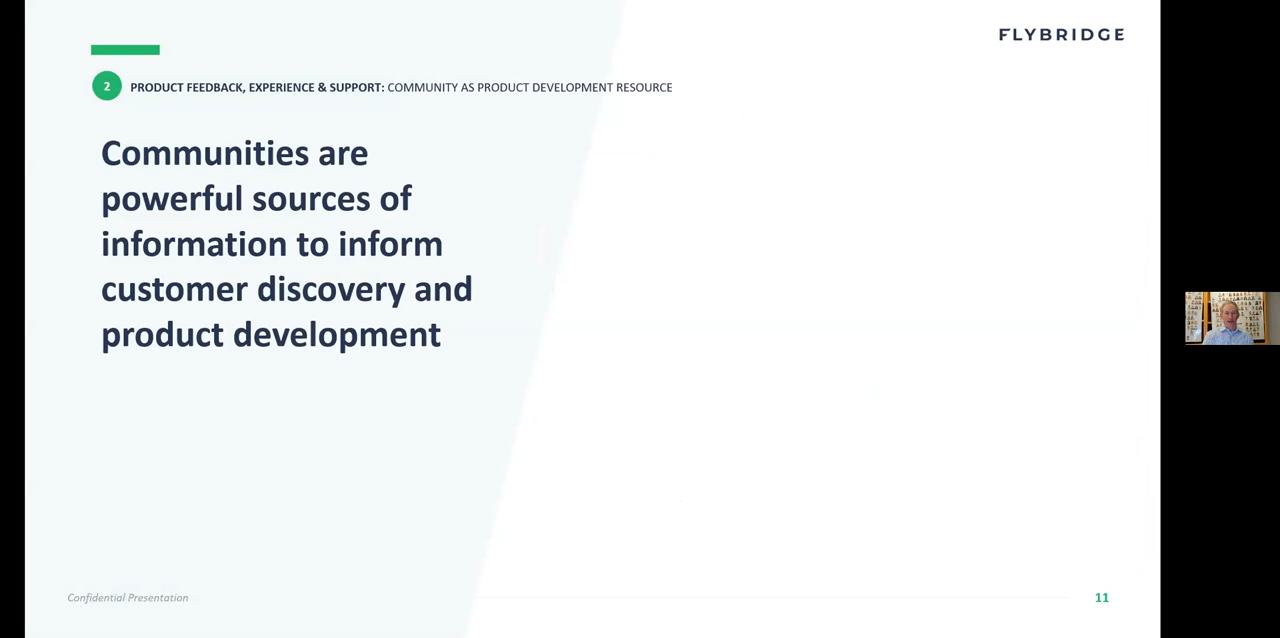 FLYBRIDGE
2 PRODUCT FEEDBACK, EXPERIENCE & SUPPORT: COMMUNITY AS PRODUCT DEVELOPMENT RESOURCE
Communities are
powerful sources of
information to inform
customer discovery and
product development
Confidential Presentation
11